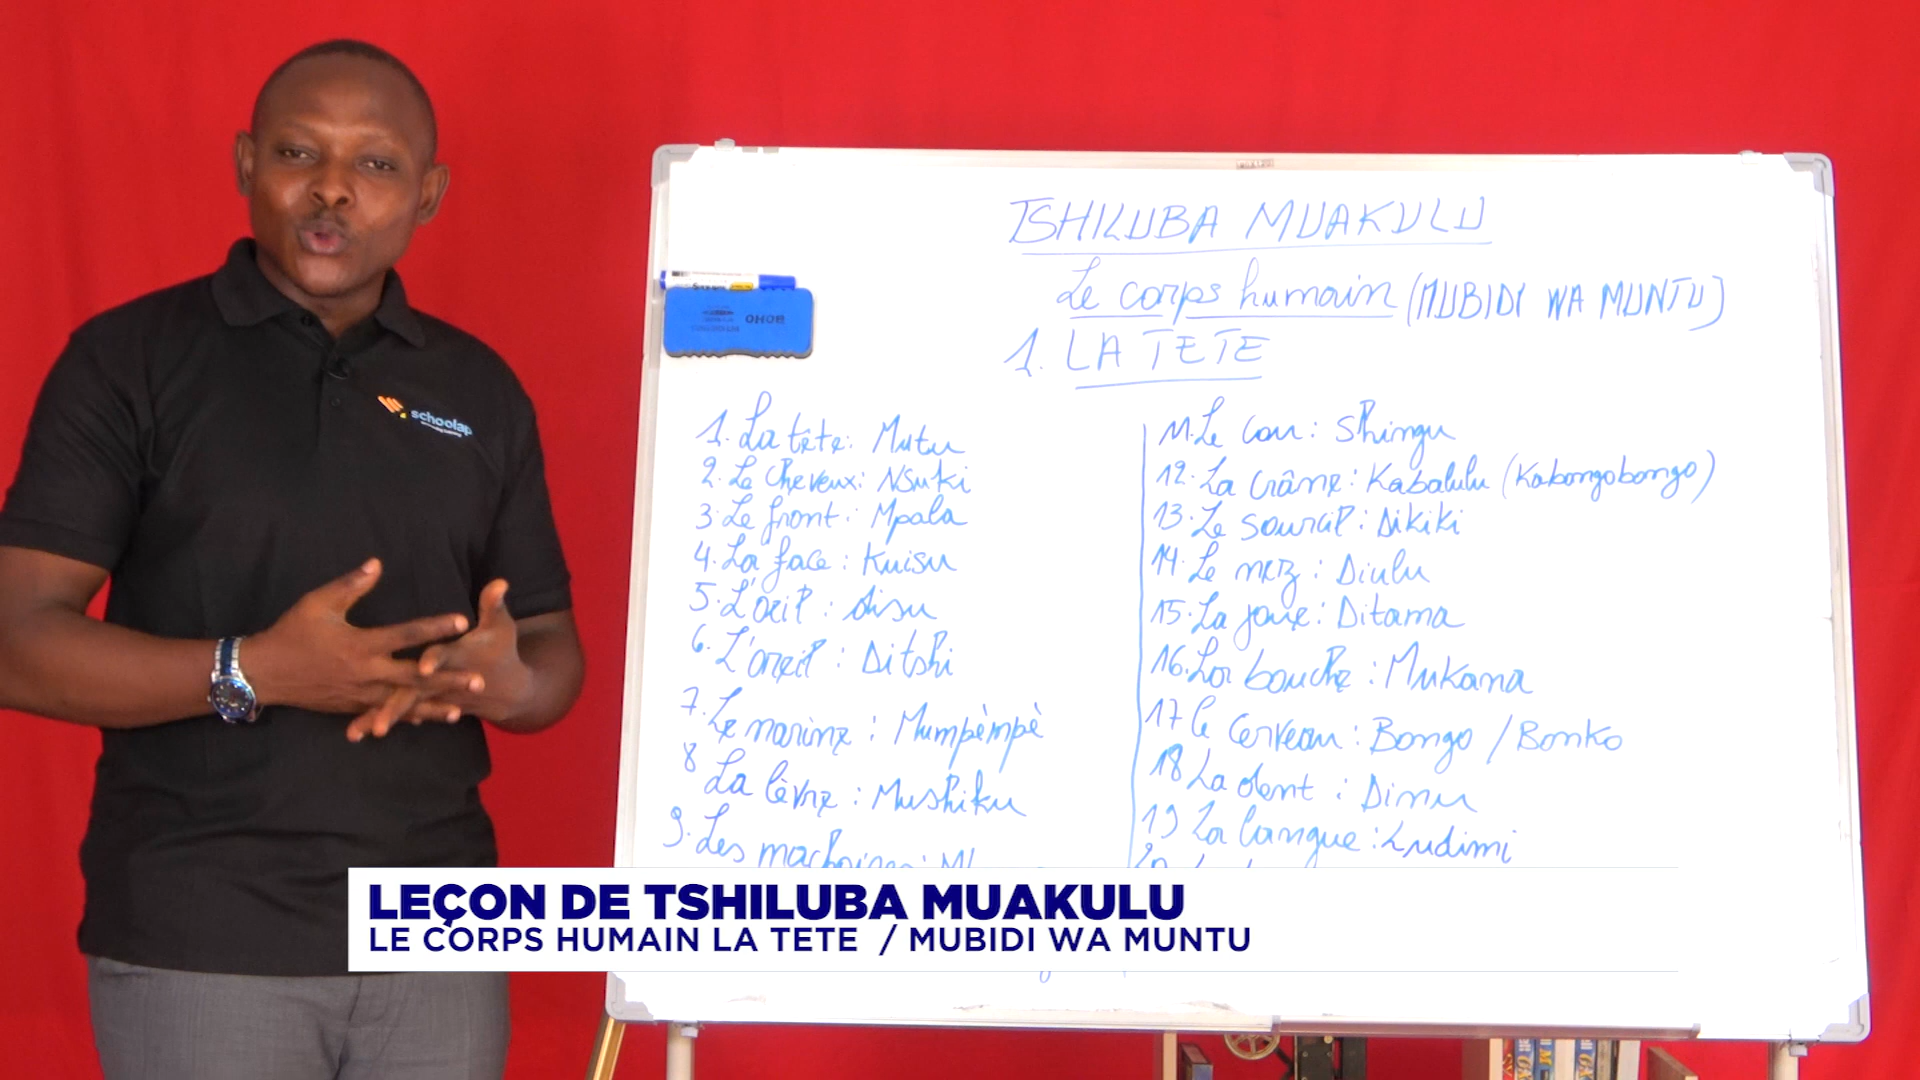 TSHILUBA MUAKULU
Le corps humain (MUBIDI WA MUNTU)
1. LA TETE
1. La tête: Mutu
2. Le cheveux: Nsuki
3 Le front: Mpala
4. La face: Kuisu
5. L'œil: disu
6. L'oreil: Ditshi
7. Le narine: Mumpèmpè
8 La lèvre: Mushiku
9. Les machoires:
11. Le cou: Shingu
12. La crâne: Kabalulu (Kabongobongo)
13. Le sourcil: Dikiki
14. Le nez: Diulu
15. La joue: Ditama
16. La bouche: Mukana
17 le cerveau: Bongo / Bonko
18 La dent: Dinu
19 La langue: Ludimi
schoolap
BOHO
LEÇON DE TSHILUBA MUAKULU
LE CORPS HUMAIN LA TETE / MUBIDI WA MUNTU